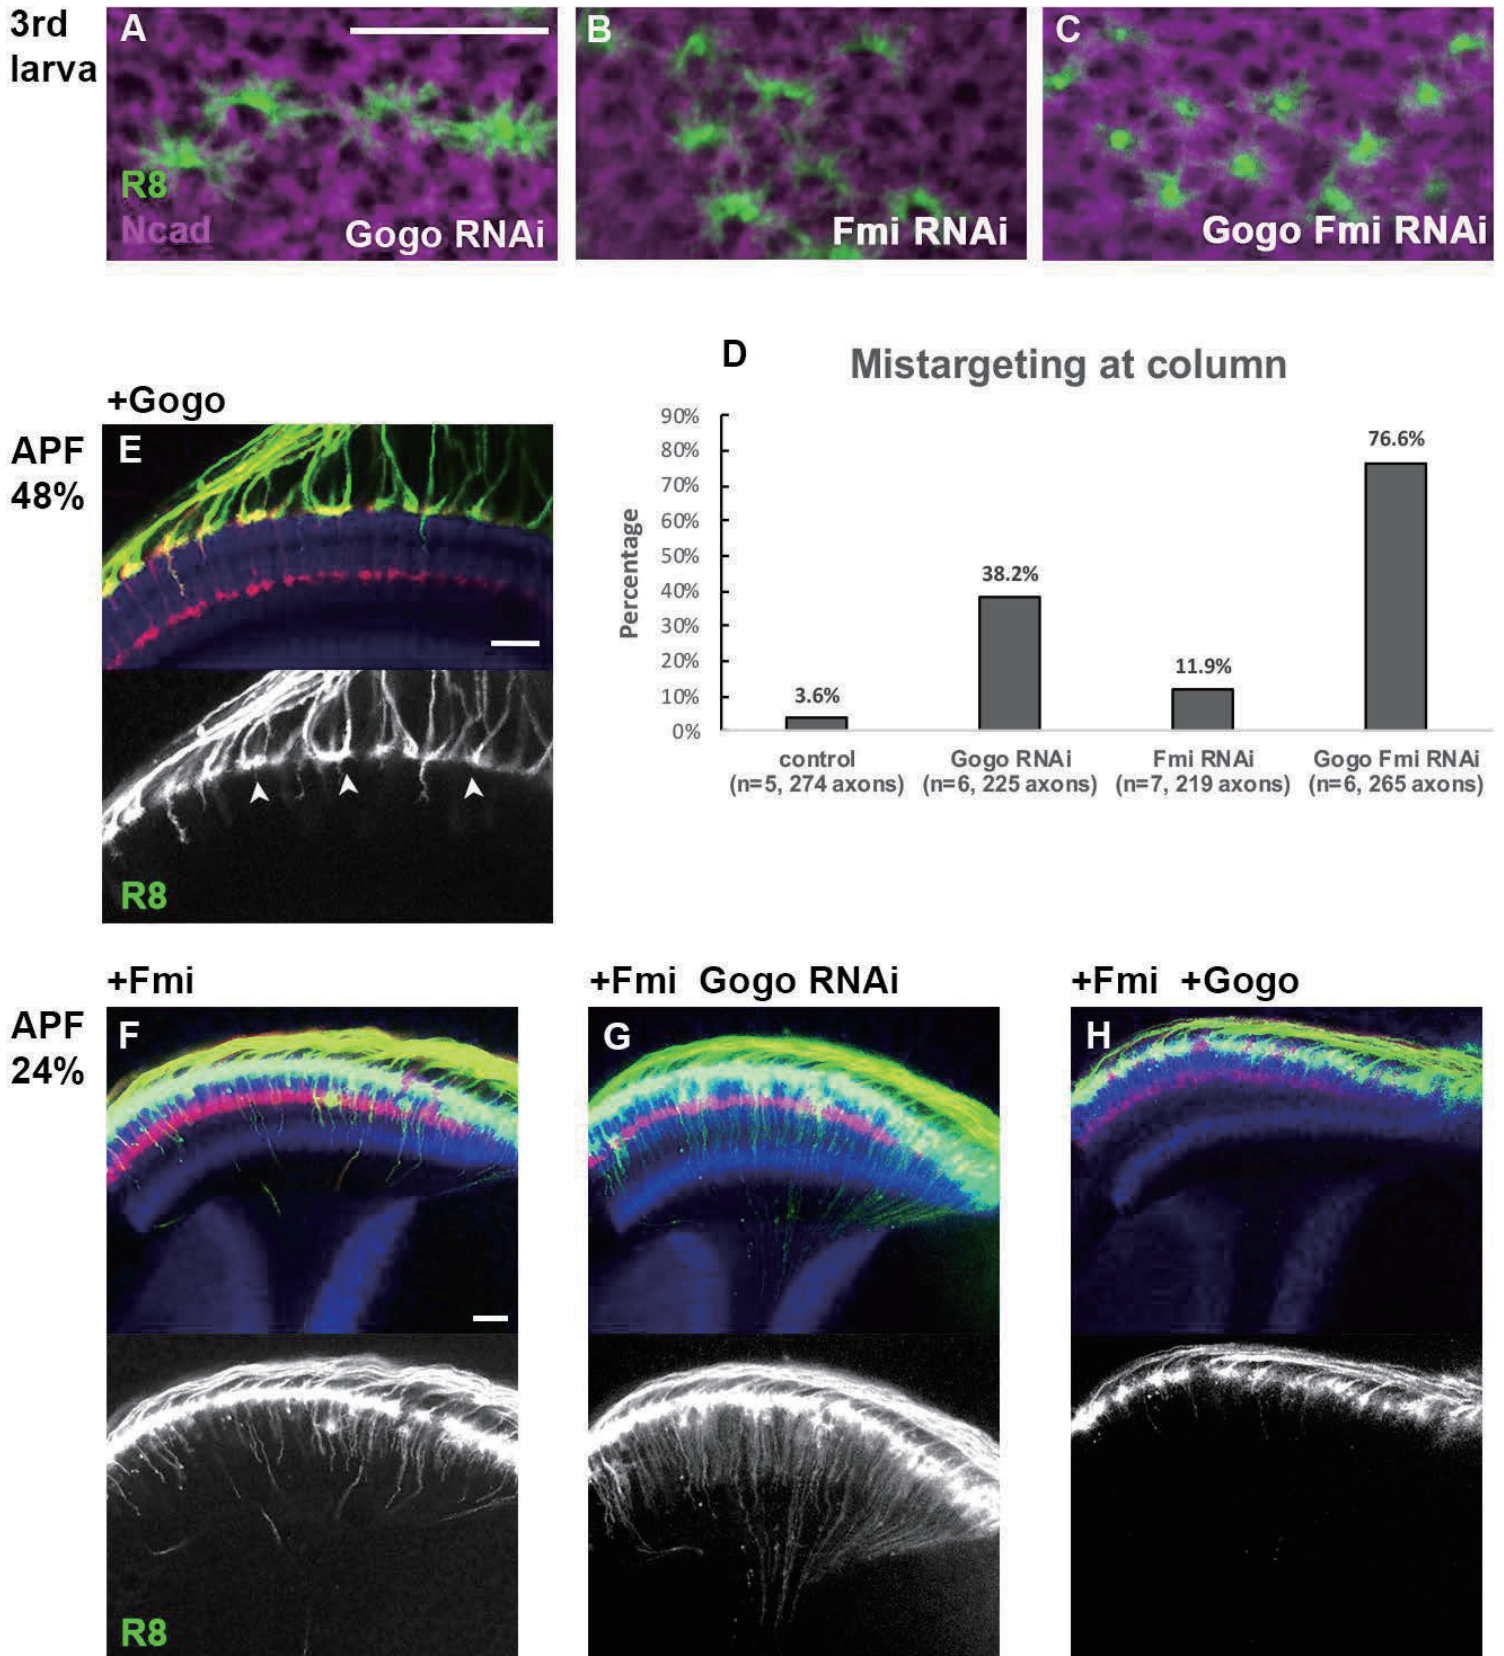 3rd
larva
A
R8
Ncad
Gogo RNAi
B
Fmi RNAi
C
Gogo Fmi RNAi
D
Mistargeting at column
Percentage
90%
80%
70%
60%
50%
40%
30%
20%
10%
0%
3.6%
38.2%
11.9%
76.6%
control
(n=5, 274 axons)
Gogo RNAi
(n=6, 225 axons)
Fmi RNAi
(n=7, 219 axons)
Gogo Fmi RNAi
(n=6, 265 axons)
+Gogo
APF
48%
E
R8
+Fmi
+Fmi Gogo RNAi
+Fmi +Gogo
APF
24%
F
G
H
R8